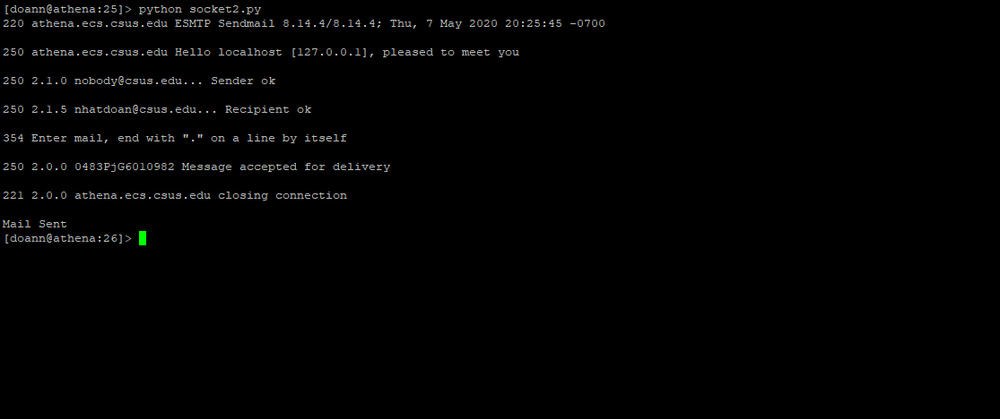 [doann@athena:25]> python socket2.py
220 athena.ecs.csus.edu ESMTP Sendmail 8.14.4/8.14.4; Thu, 7 May 2020 20:25:45 -0700
250 athena.ecs.csus.edu Hello localhost [127.0.0.1], pleased to meet you
250 2.1.0 nobody@csus.edu... Sender ok
250 2.1.5 nhatdoan@csus.edu... Recipient ok
354 Enter mail, end with "." on a line by itself
250 2.0.0 0483PjG6010982 Message accepted for delivery
221 2.0.0 athena.ecs.csus.edu closing connection
Mail Sent
[doann@athena:26]>